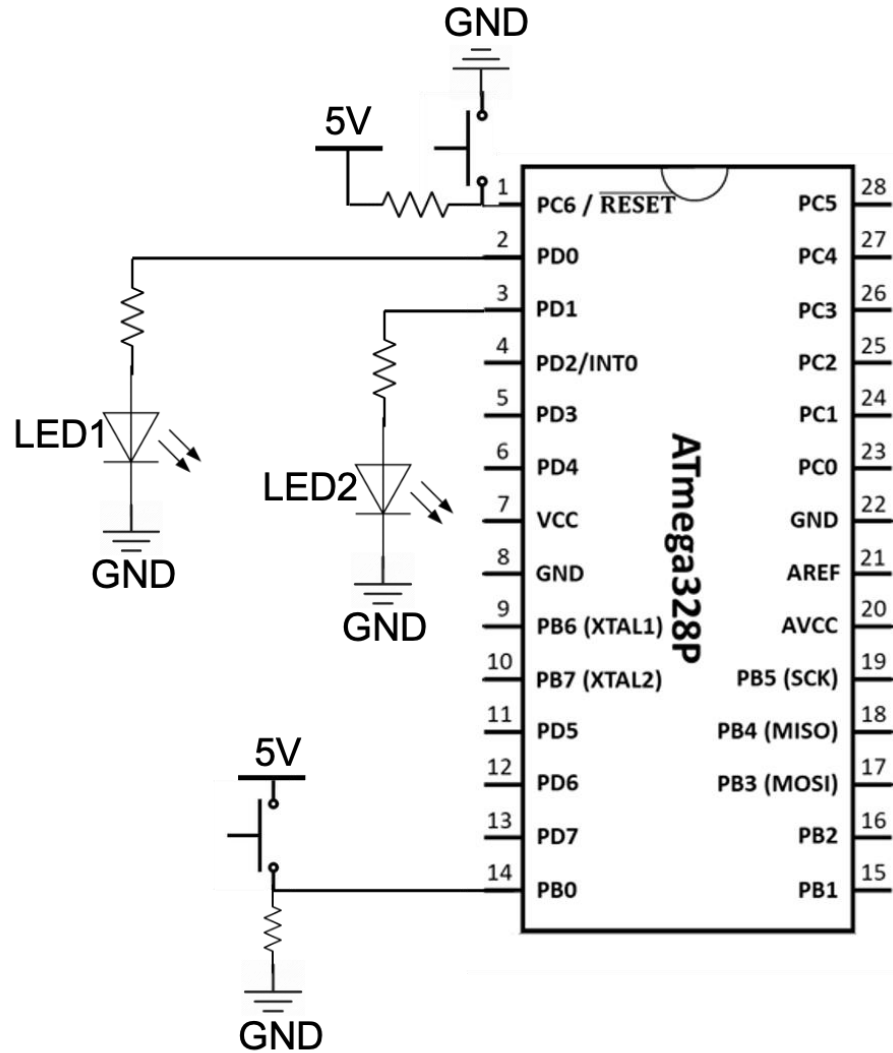 GND
5V
1 PC6 / RESET PC5 28
2 PD0 PC4 27
3 PD1 PC3 26
4 PD2/INT0 PC2 25
5 PD3 PC1 24
6 PD4 PC0 23
7 VCC GND 22
8 GND AREF 21
9 PB6 (XTAL1) AVCC 20
10 PB7 (XTAL2) PB5 (SCK) 19
11 PD5 PB4 (MISO) 18
12 PD6 PB3 (MOSI) 17
13 PD7 PB2 16
14 PB0 PB1 15
ATmega328P
LED1
GND
LED2
GND
5V
GND